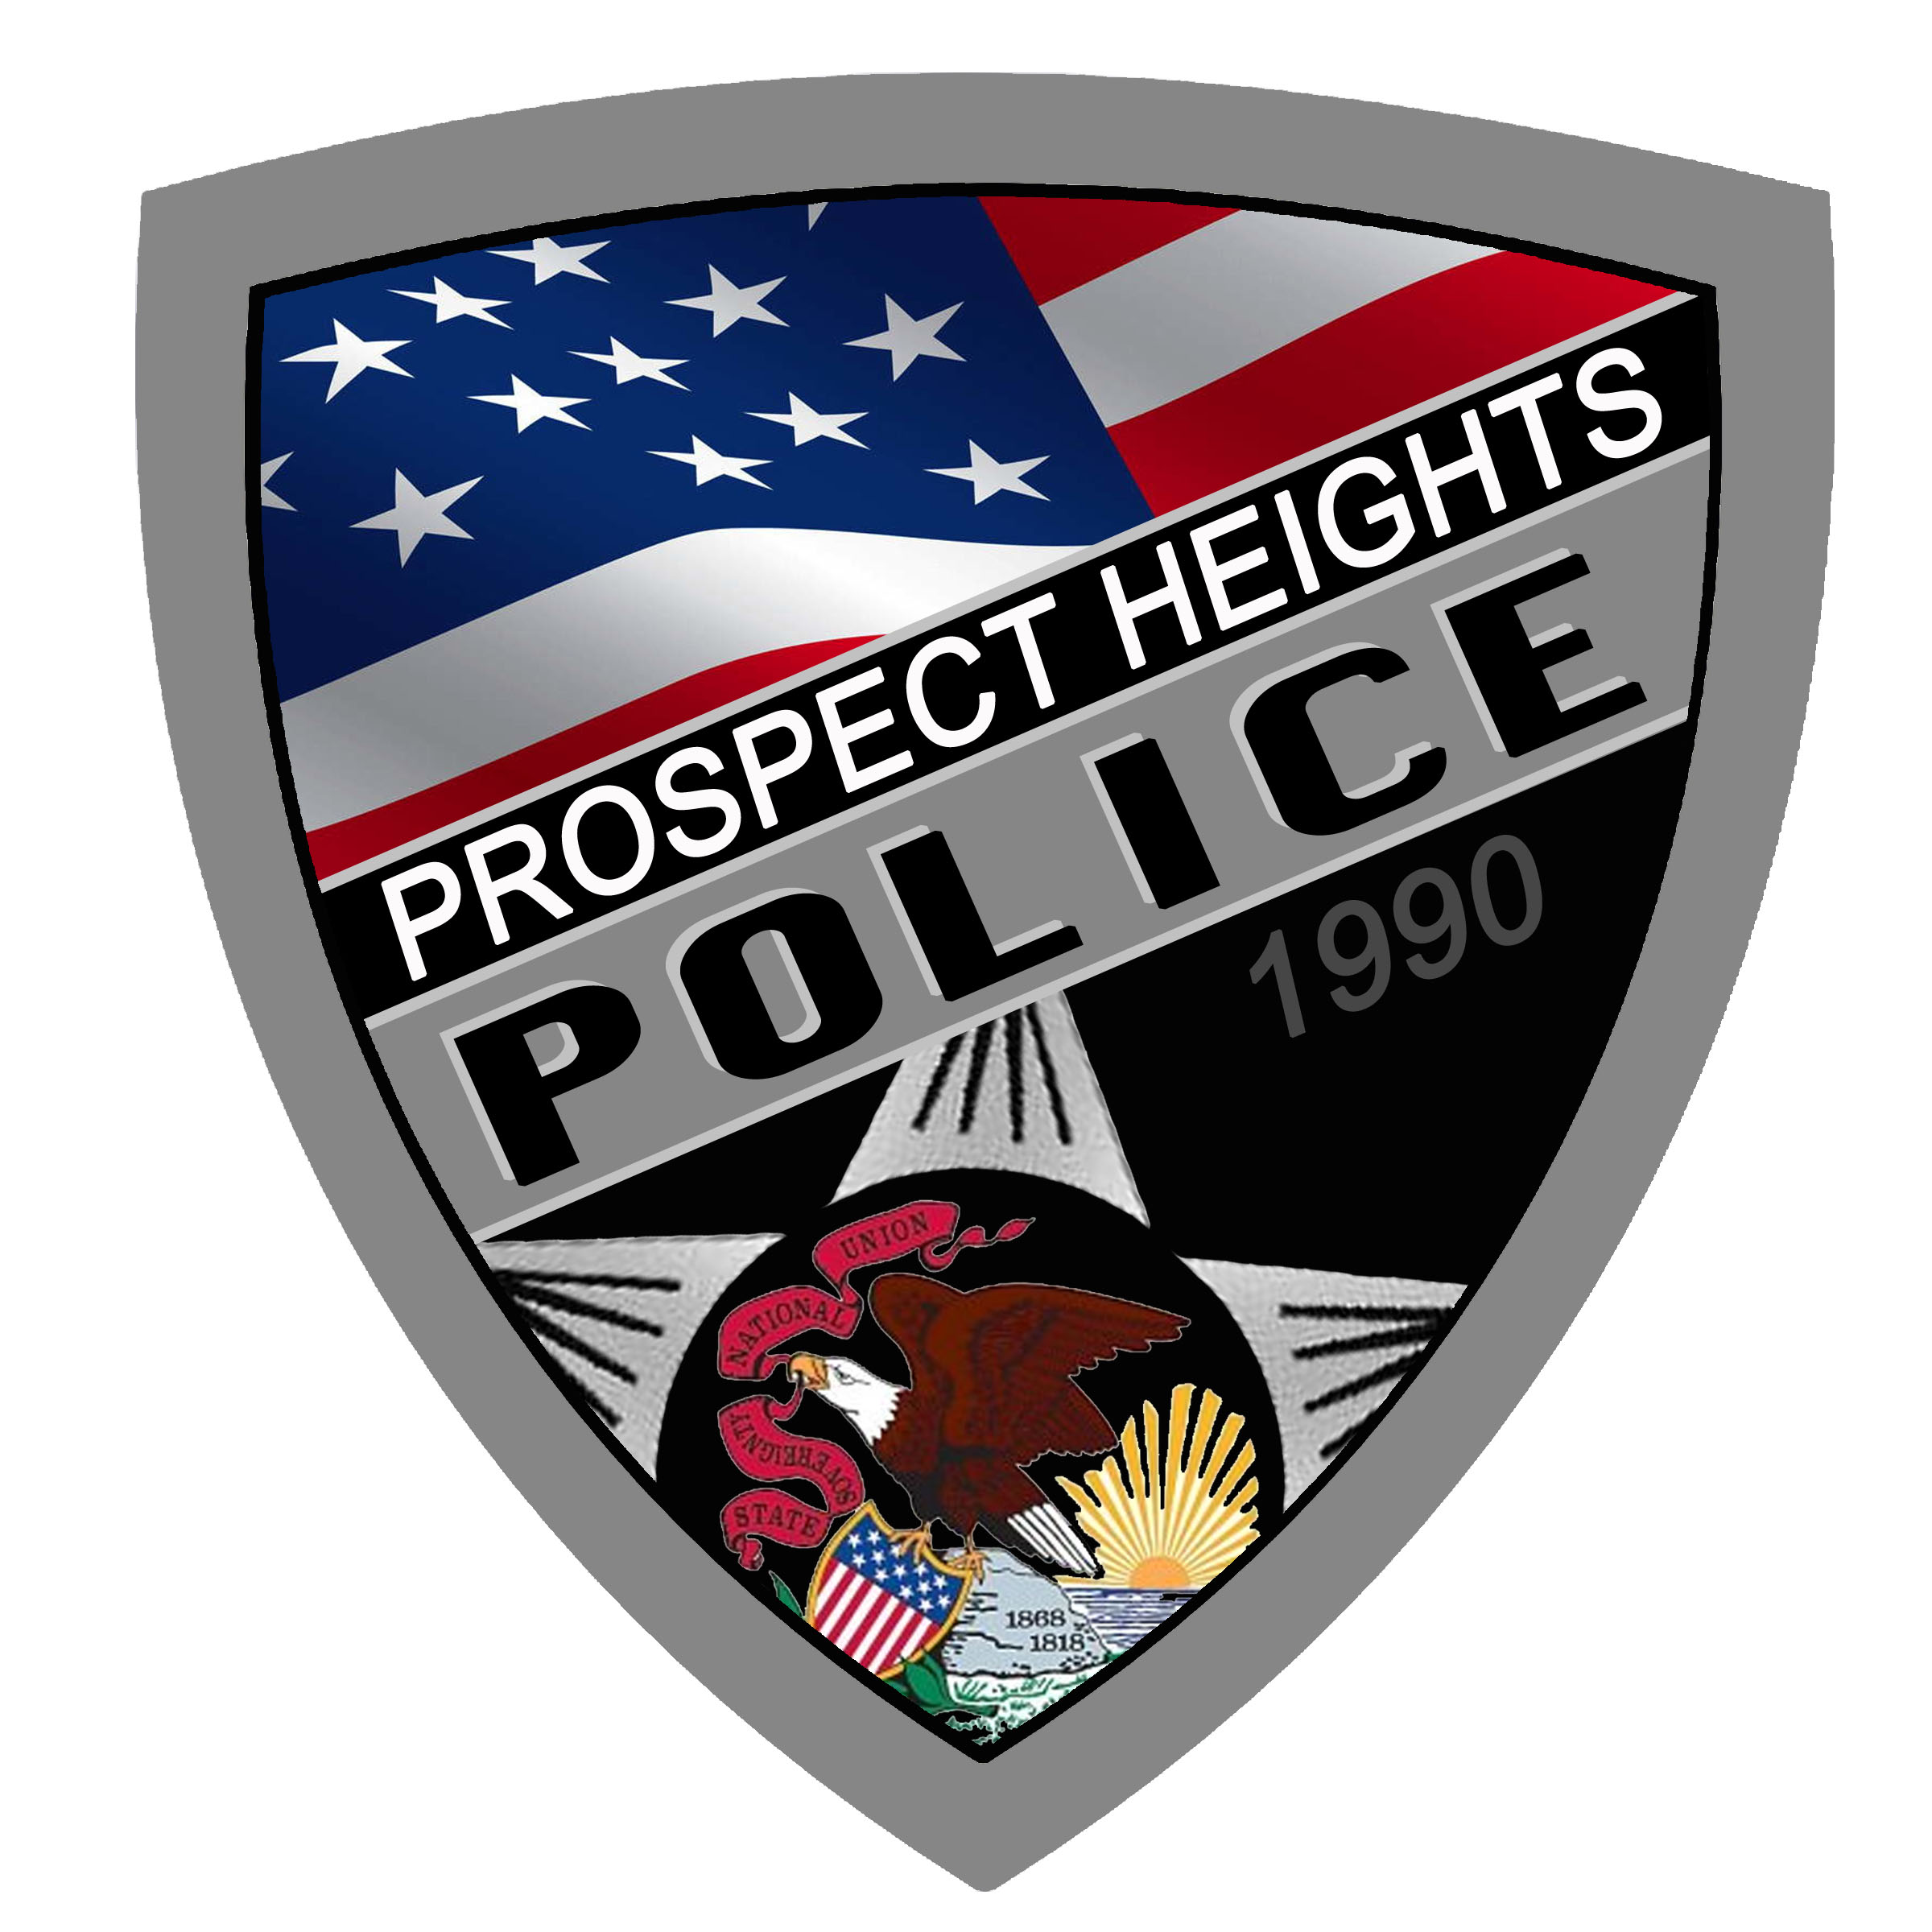 PROSPECT HEIGHTS
POLICE
1990
UNION
NATIONAL
SOVEREIGNTY
STATE
1868
1818